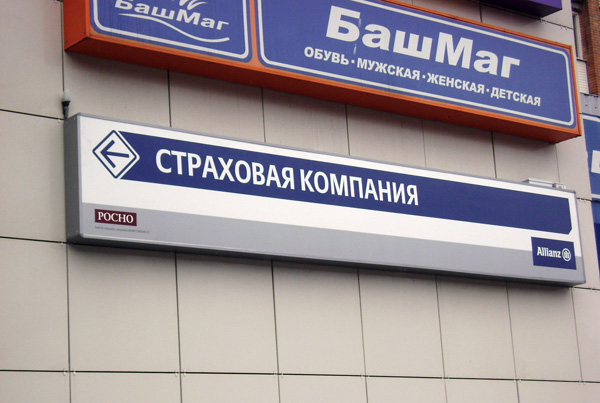 БашМаг
БашМаг
ОБУВЬ·МУЖСКАЯ·ЖЕНСКАЯ·ДЕТСКАЯ
СТРАХОВАЯ КОМПАНИЯ
РОСНО
Allianz